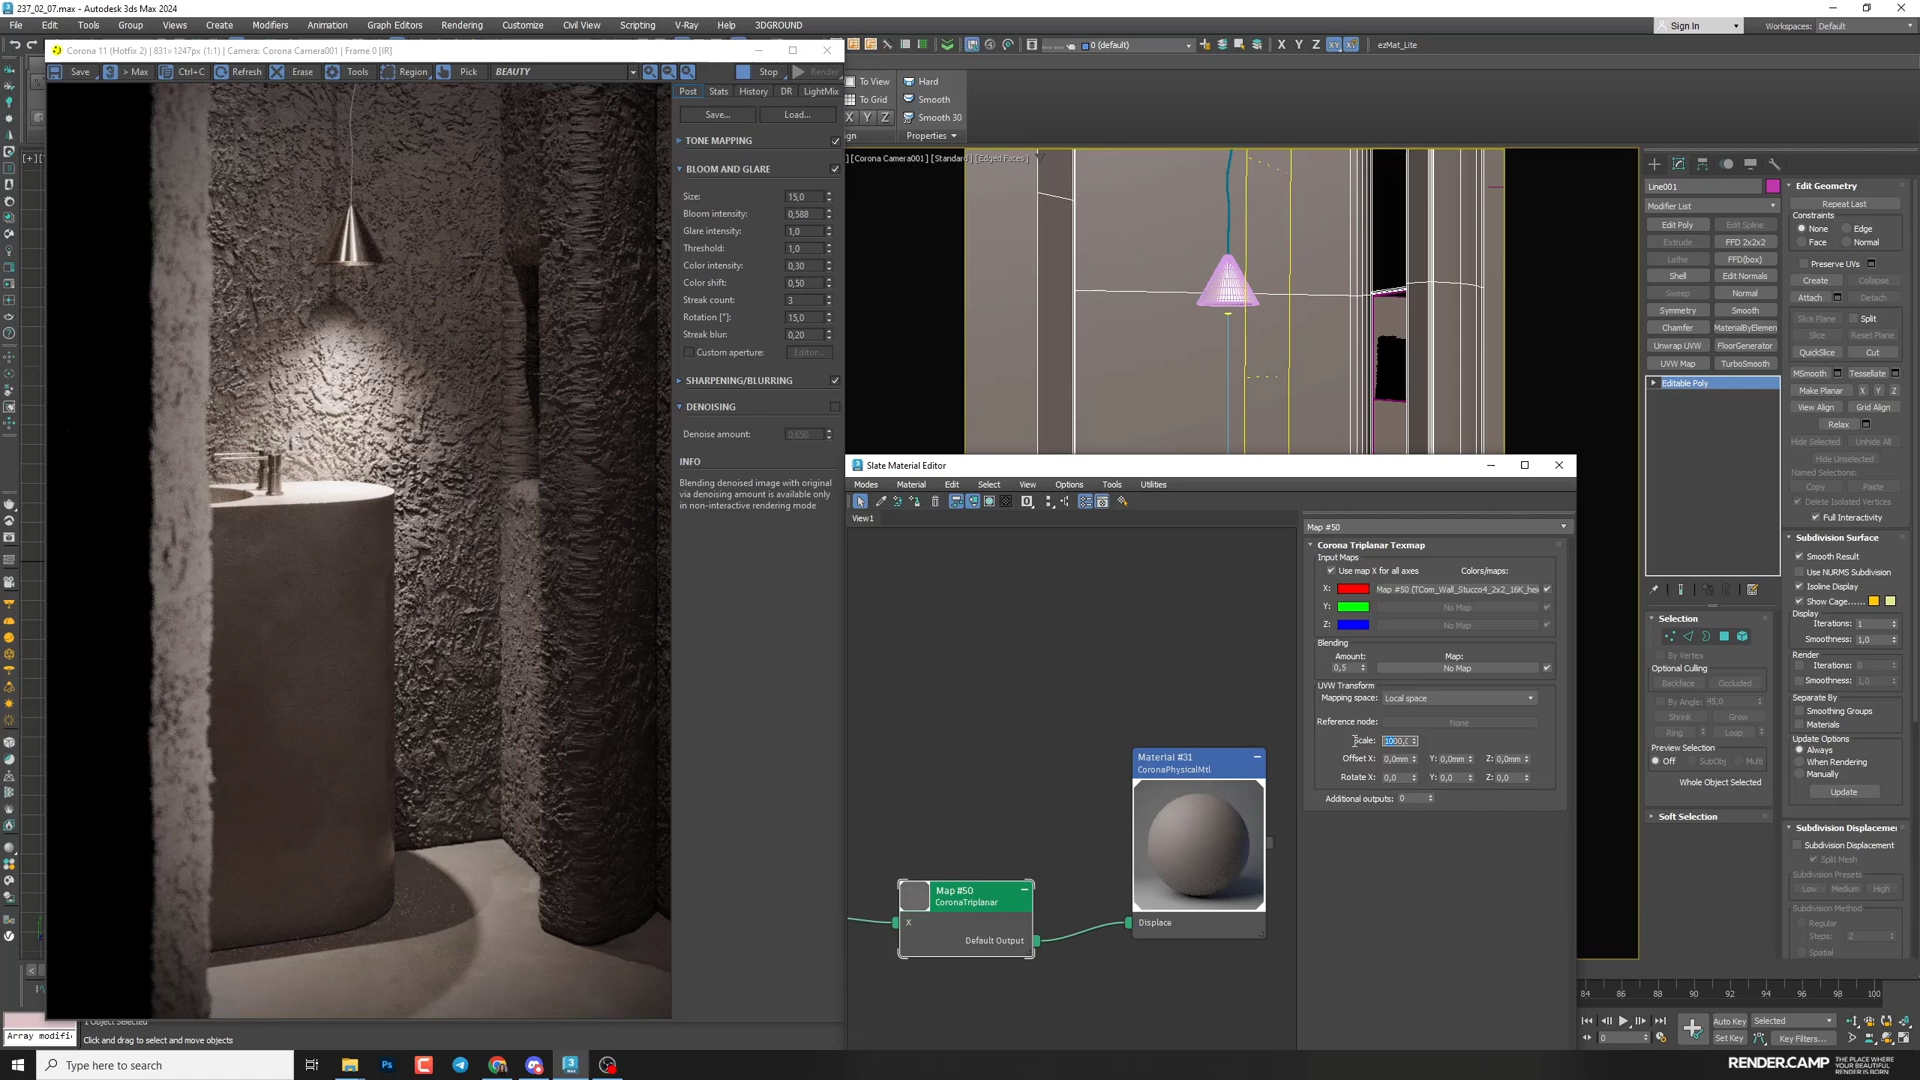 237_02_07.max - Autodesk 3ds Max 2024
File Edit Tools Group Views Create Modifiers Animation Graph Editors Rendering Customize Civil View Scripting V-Ray Help 3DGROUND
Sign In Workspaces: Default
Corona 11 (Hotfix 2) | 831×1247px (1:1) | Camera: Corona Camera001 | Frame 0 [IR]
0 (default) X Y Z XY ezMat_Lite
Save > Max Ctrl+C Refresh Erase Tools Region Pick BEAUTY Stop Render
To View Hard
To Grid Smooth
X Y Z Smooth 30
Properties
Post Stats History DR LightMix
Save... Load...
TONE MAPPING
BLOOM AND GLARE
Size: 15,0
Bloom intensity: 0,588
Glare intensity: 1,0
Threshold: 1,0
Color intensity: 0,30
Color shift: 0,50
Streak count: 3
Rotation [°]: 15,0
Streak blur: 0,20
Custom aperture: Editor...
SHARPENING/BLURRING
DENOISING
Denoise amount: 0,650
INFO
Blending denoised image with original
via denoising amount is available only
in non-interactive rendering mode
[Corona Camera001] [Standard] [Edged Faces]
Slate Material Editor
Modes Material Edit Select View Options Tools Utilities
View1
Map #50
CoronaTriplanar
X
Default Output
Material #31
CoronaPhysicalMtl
Displace
Map #50
Corona Triplanar Texmap
Input Maps
Use map X for all axes Colors/maps:
X: Map #50 (TCom_Wall_Stucco4_2x2_16K_hei
Y: No Map
Z: No Map
Blending
Amount: Map:
0,5 No Map
UVW Transform
Mapping space: Local space
Reference node: None
Scale: 1000,(
Offset X: 0,0mm Y: 0,0mm Z: 0,0mm
Rotate X: 0,0 Y: 0,0 Z: 0,0
Additional outputs: 0
Line001
Modifier List
Edit Poly Edit Spline
Extrude FFD 2x2x2
Lathe FFD(box)
Shell Edit Normals
Sweep Normal
Symmetry Smooth
Chamfer MaterialByElemen
Unwrap UVW FloorGenerator
UVW Map TurboSmooth
Editable Poly
Selection
By Vertex
Optional Culling
Backface Occluded
By Angle: 45,0
Shrink Grow
Ring Loop
Preview Selection
Off SubObj Multi
Whole Object Selected
Soft Selection
Edit Geometry
Repeat Last
Constraints
None Edge
Face Normal
Preserve UVs
Create Collapse
Attach Detach
Slice Plane Split
Slice Reset Plane
QuickSlice Cut
MSmooth Tessellate
Make Planar X Y Z
View Align Grid Align
Relax
Hide Selected Unhide All
Hide Unselected
Named Selections:
Copy Paste
Delete Isolated Vertices
Full Interactivity
Subdivision Surface
Smooth Result
Use NURMS Subdivision
Isoline Display
Show Cage......
Display
Iterations: 1
Smoothness: 1,0
Render
Iterations: 0
Smoothness: 1,0
Separate By
Smoothing Groups
Materials
Update Options
Always
When Rendering
Manually
Update
Subdivision Displacemen
Subdivision Displacement
Split Mesh
Subdivision Presets
Low Medium High
Subdivision Method
Regular
Steps: 2
Spatial
84 86 88 90 92 94 96 98 100
1 Object Selected
Array modifi
Click and drag to select and move objects
Auto Key Selected
0 Set Key Key Filters...
Type here to search
RENDER.CAMP THE PLACE WHERE RENDER IS BORN